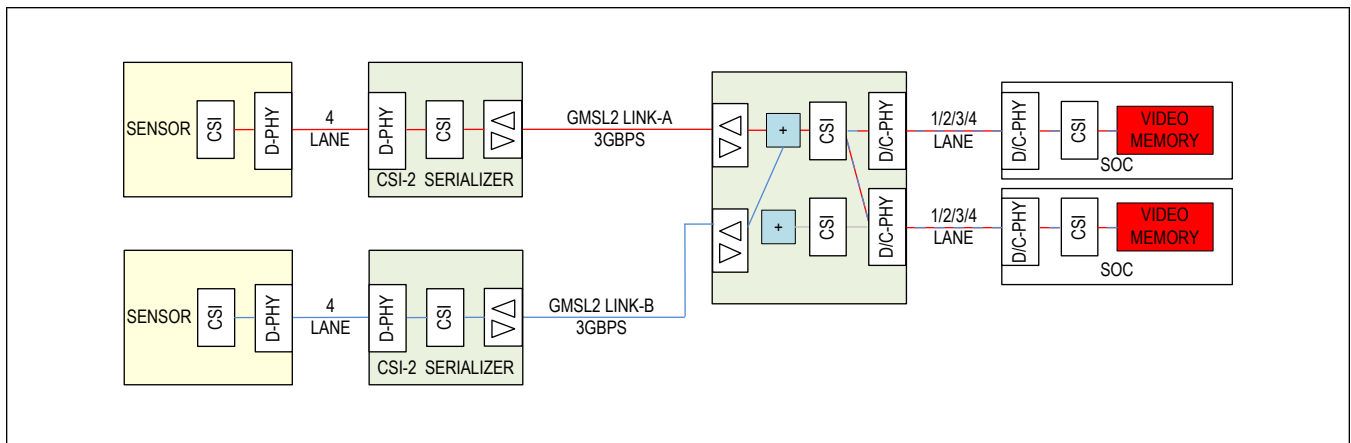 SENSOR
CSI
D-PHY
4
LANE
D-PHY
CSI
CSI-2 SERIALIZER
GMSL2 LINK-A
3GBPS
+
CSI
D/C-PHY
1/2/3/4
LANE
D/C-PHY
CSI
VIDEO
MEMORY
SOC
SENSOR
CSI
D-PHY
4
LANE
D-PHY
CSI
CSI-2 SERIALIZER
GMSL2 LINK-B
3GBPS
+
CSI
D/C-PHY
1/2/3/4
LANE
D/C-PHY
CSI
VIDEO
MEMORY
SOC